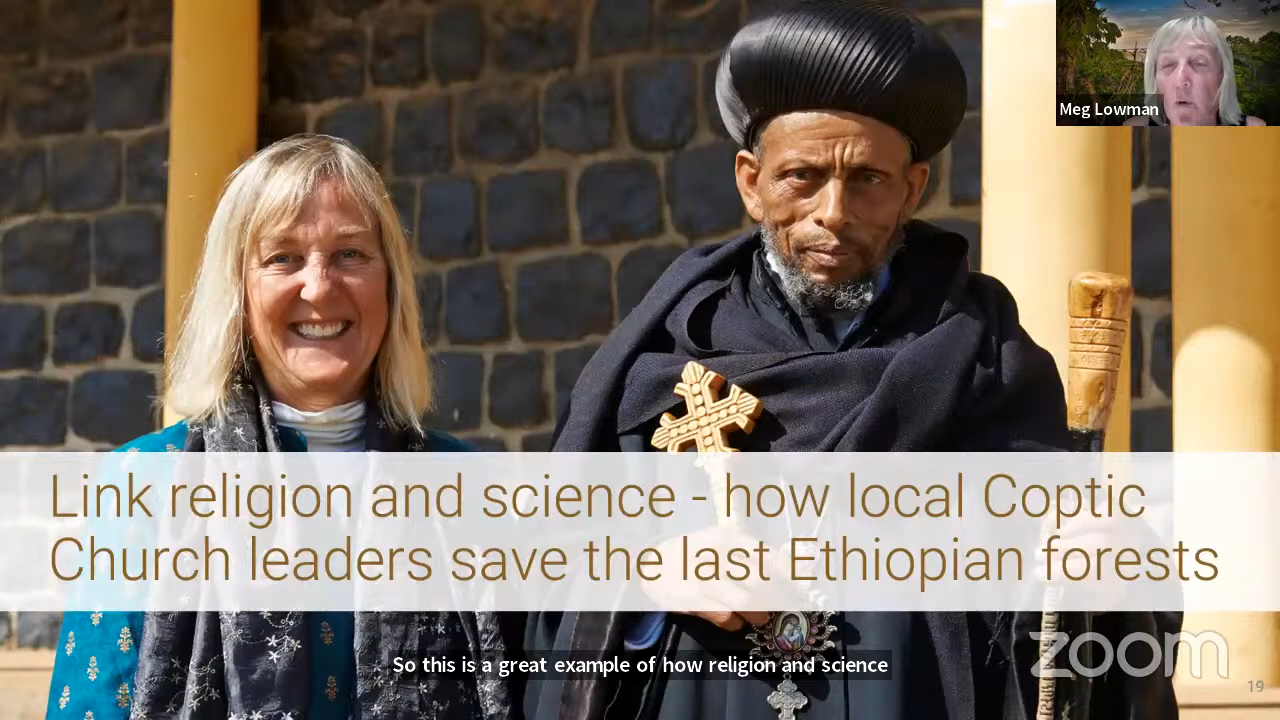 Meg Lowman
Link religion and science - how local Coptic
Church leaders save the last Ethiopian forests
So this is a great example of how religion and science
zoom
19